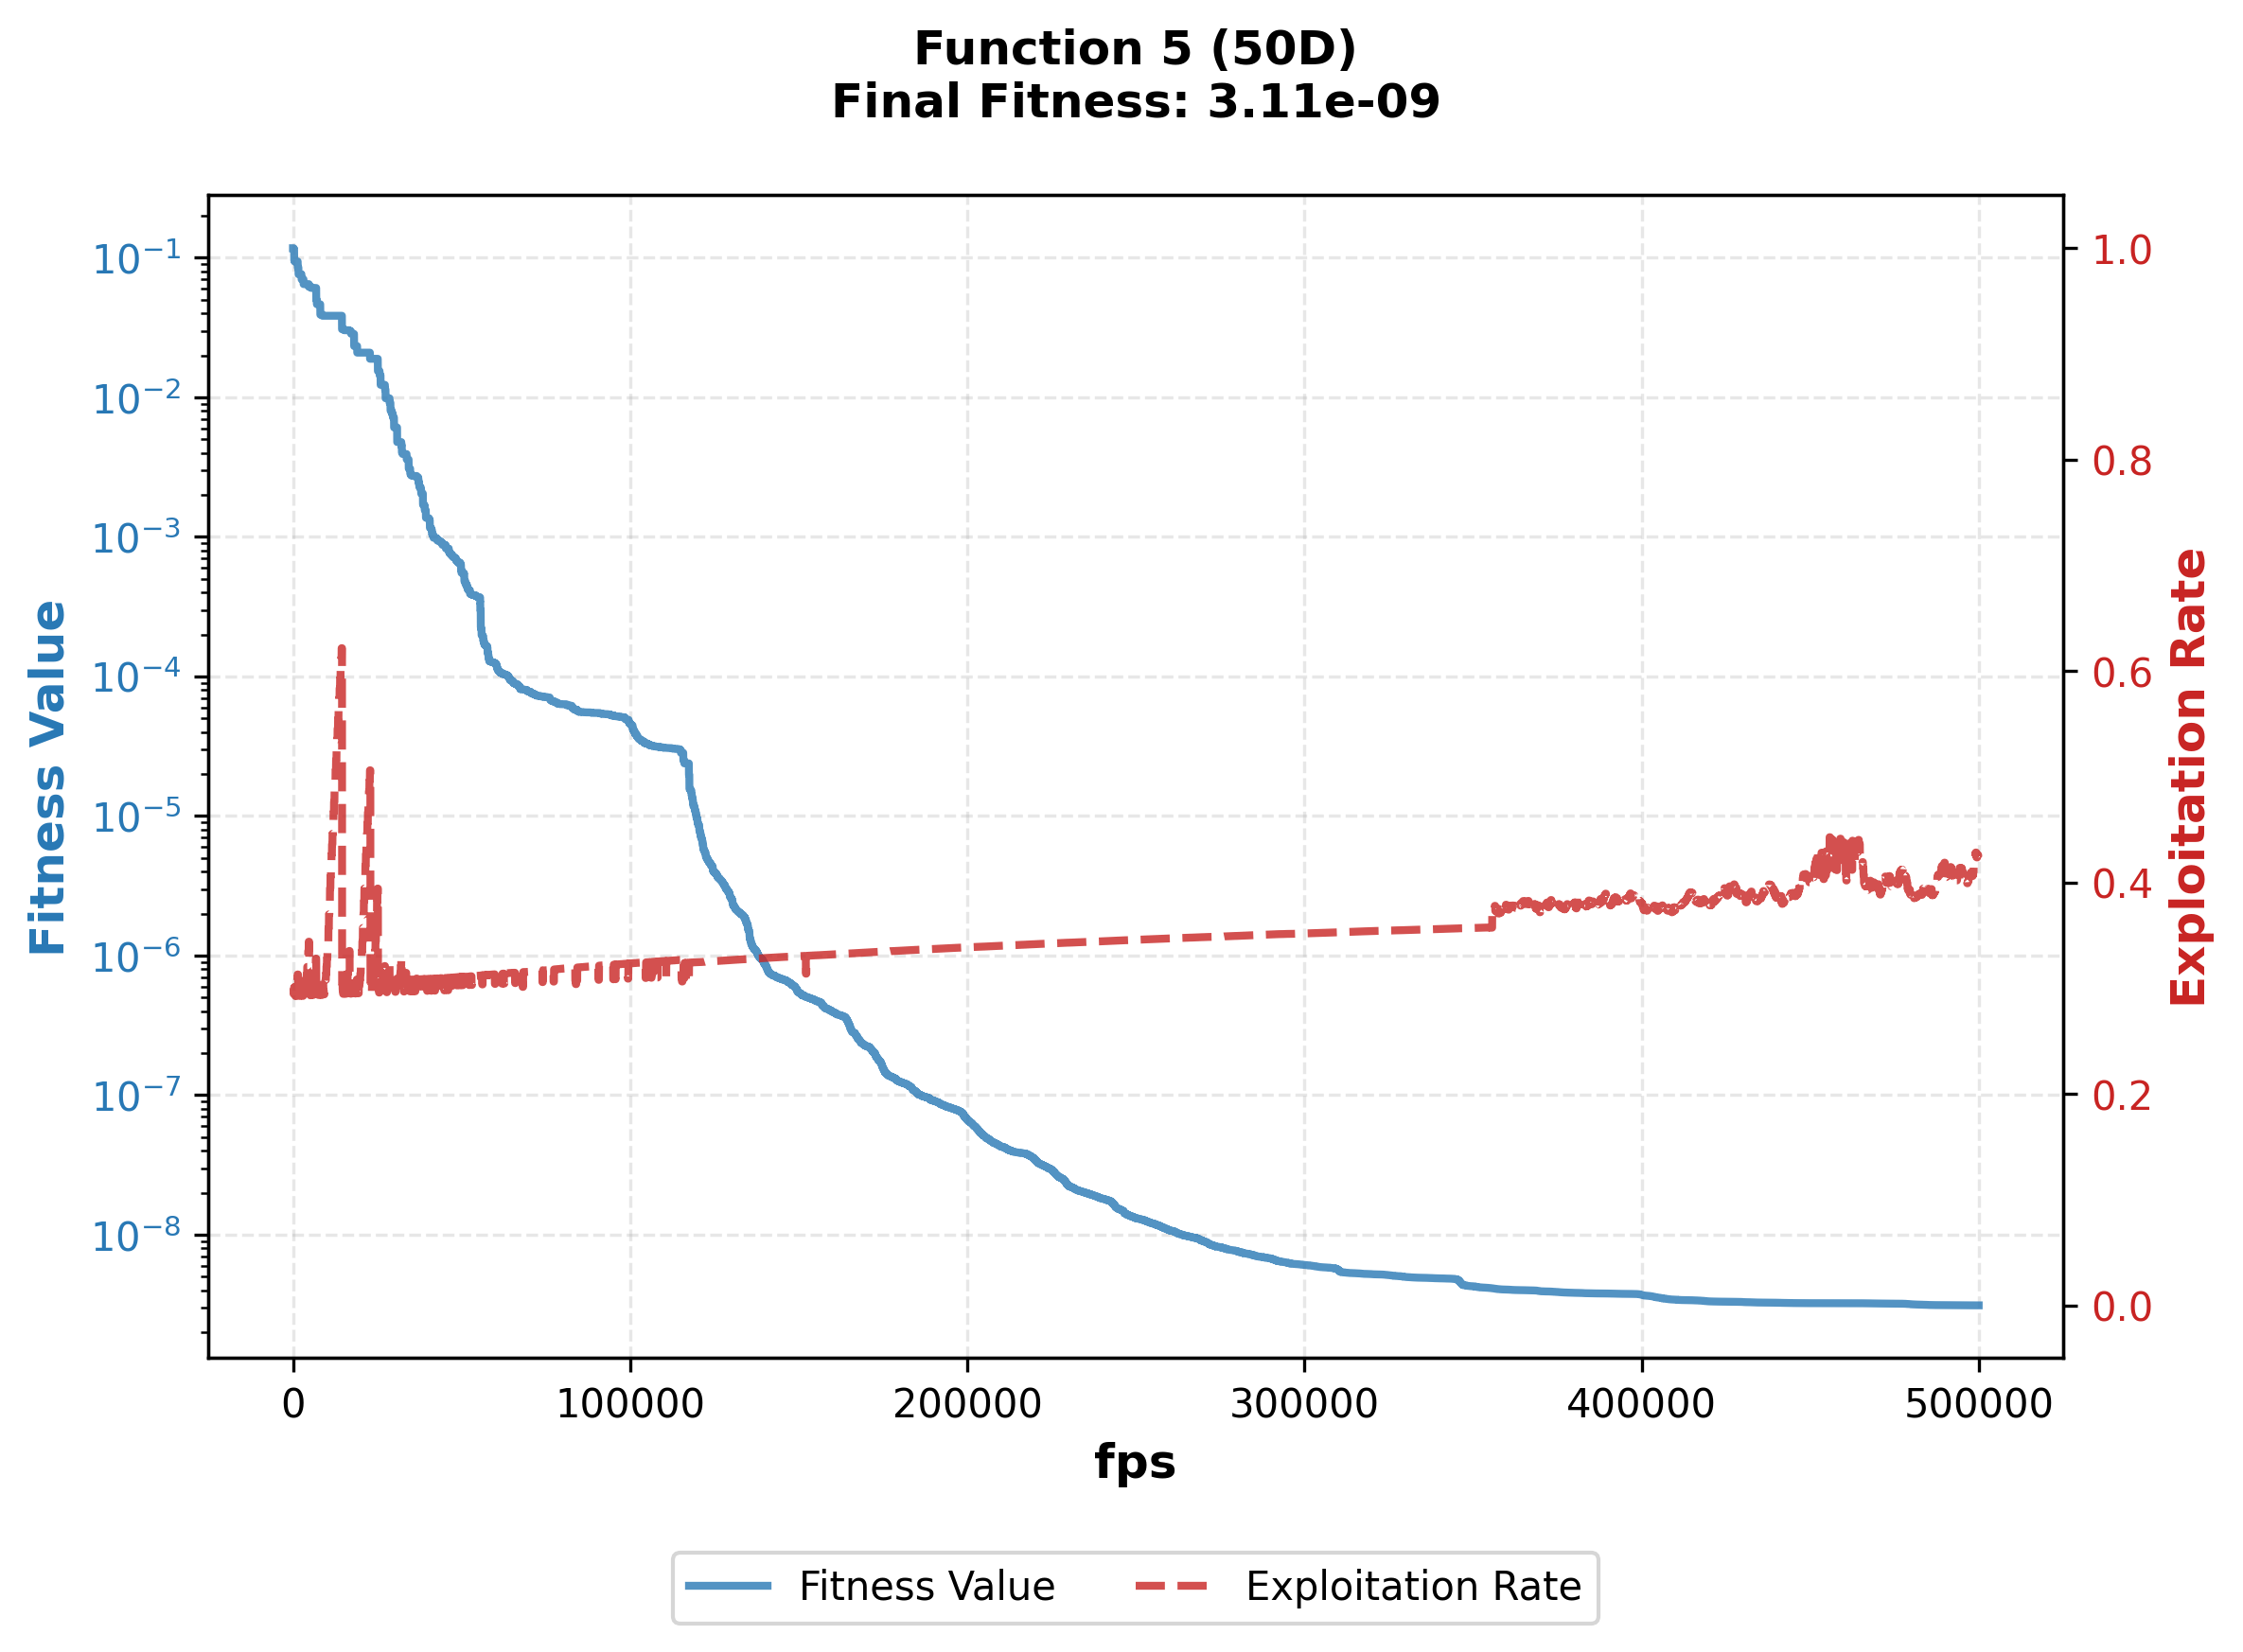 Function 5 (50D)
Final Fitness: 3.11e-09
Fitness Value
10⁻¹
10⁻²
10⁻³
10⁻⁴
10⁻⁵
10⁻⁶
10⁻⁷
10⁻⁸
1.0
0.8
0.6
0.4
0.2
0.0
Exploitation Rate
0 100000 200000 300000 400000 500000
fps
Fitness Value Exploitation Rate